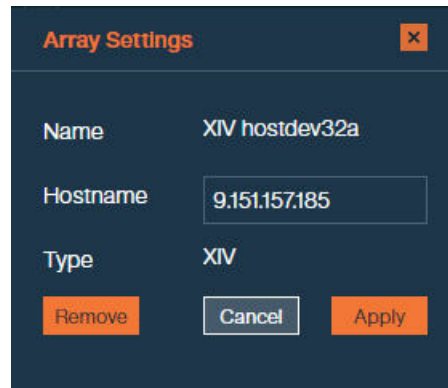 Array Settings
Name XIV hostdev32a
Hostname 9.151.157.185
Type XIV
Remove Cancel Apply